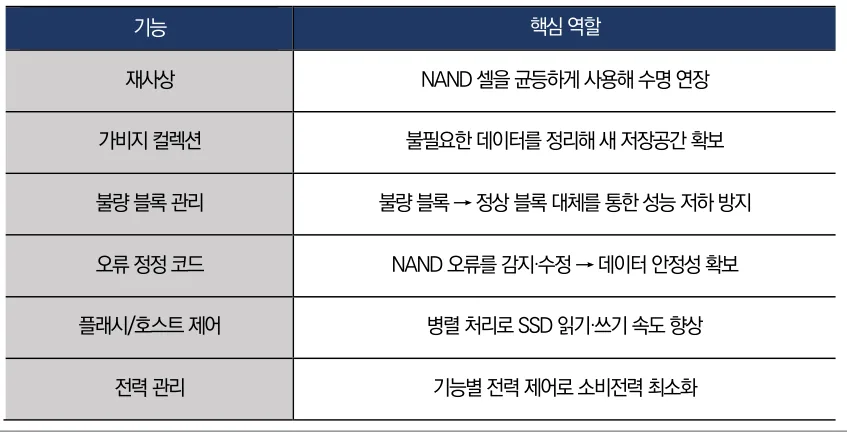 기능 핵심 역할
재사상 NAND 셀을 균등하게 사용해 수명 연장
가비지 컬렉션 불필요한 데이터를 정리해 새 저장공간 확보
불량 블록 관리 불량 블록 → 정상 블록 대체를 통한 성능 저하 방지
오류 정정 코드 NAND 오류를 감지·수정 → 데이터 안정성 확보
플래시/호스트 제어 병렬 처리로 SSD 읽기·쓰기 속도 향상
전력 관리 기능별 전력 제어로 소비전력 최소화